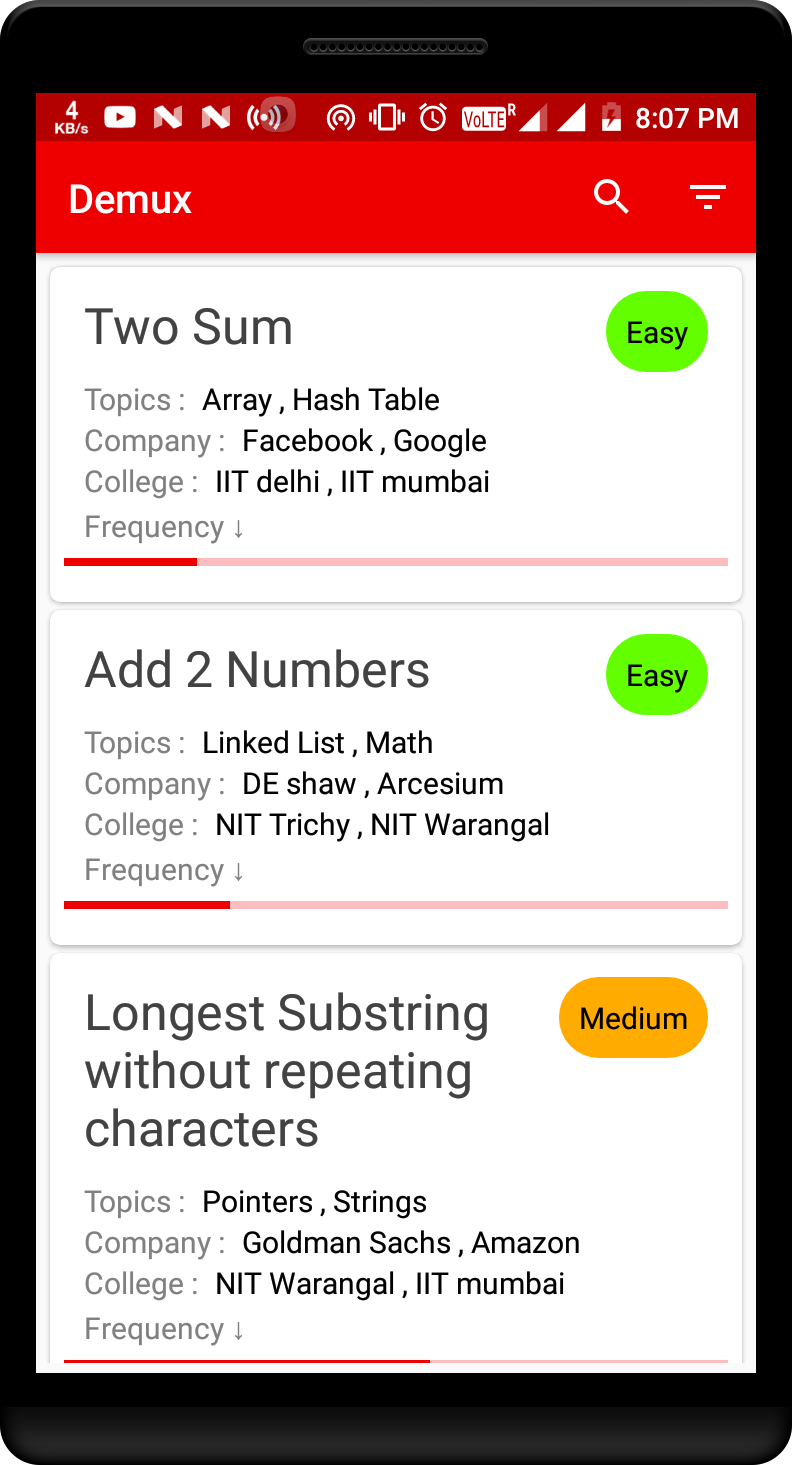 4 KB/s VoLTE R 8:07 PM
Demux
Two Sum Easy
Topics : Array , Hash Table
Company : Facebook , Google
College : IIT delhi , IIT mumbai
Frequency ↓
Add 2 Numbers Easy
Topics : Linked List , Math
Company : DE shaw , Arcesium
College : NIT Trichy , NIT Warangal
Frequency ↓
Longest Substring Medium
without repeating
characters
Topics : Pointers , Strings
Company : Goldman Sachs , Amazon
College : NIT Warangal , IIT mumbai
Frequency ↓